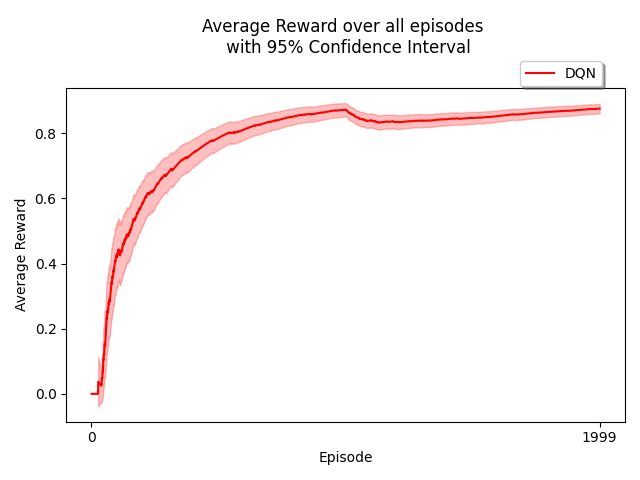 Average Reward over all episodes
with 95% Confidence Interval
DQN
0.8
0.6
0.4
0.2
0.0
Average Reward
0
1999
Episode